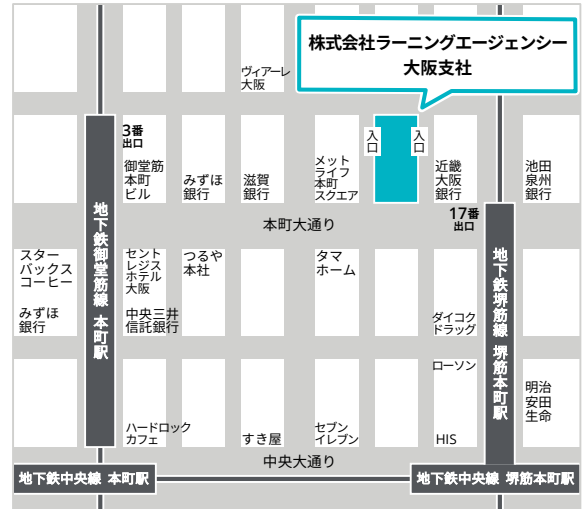 株式会社ラーニングエージェンシー
大阪支社
ヴィアーレ
大阪
3番
出口
御堂筋
本町
ビル
みずほ
銀行
滋賀
銀行
メット
ライフ
本町
スクエア
入口
入口
近畿
大阪
銀行
池田
泉州
銀行
17番
出口
本町大通り
地下鉄御堂筋線 本町駅
地下鉄堺筋線 堺筋本町駅
スター
バックス
コーヒー
みずほ
銀行
セント
レジス
ホテル
大阪
中央三井
信託銀行
つるや
本社
タマ
ホーム
ダイコク
ドラッグ
ローソン
明治
安田
生命
ハードロック
カフェ
すき屋
セブン
イレブン
HIS
中央大通り
地下鉄中央線 本町駅
地下鉄中央線 堺筋本町駅